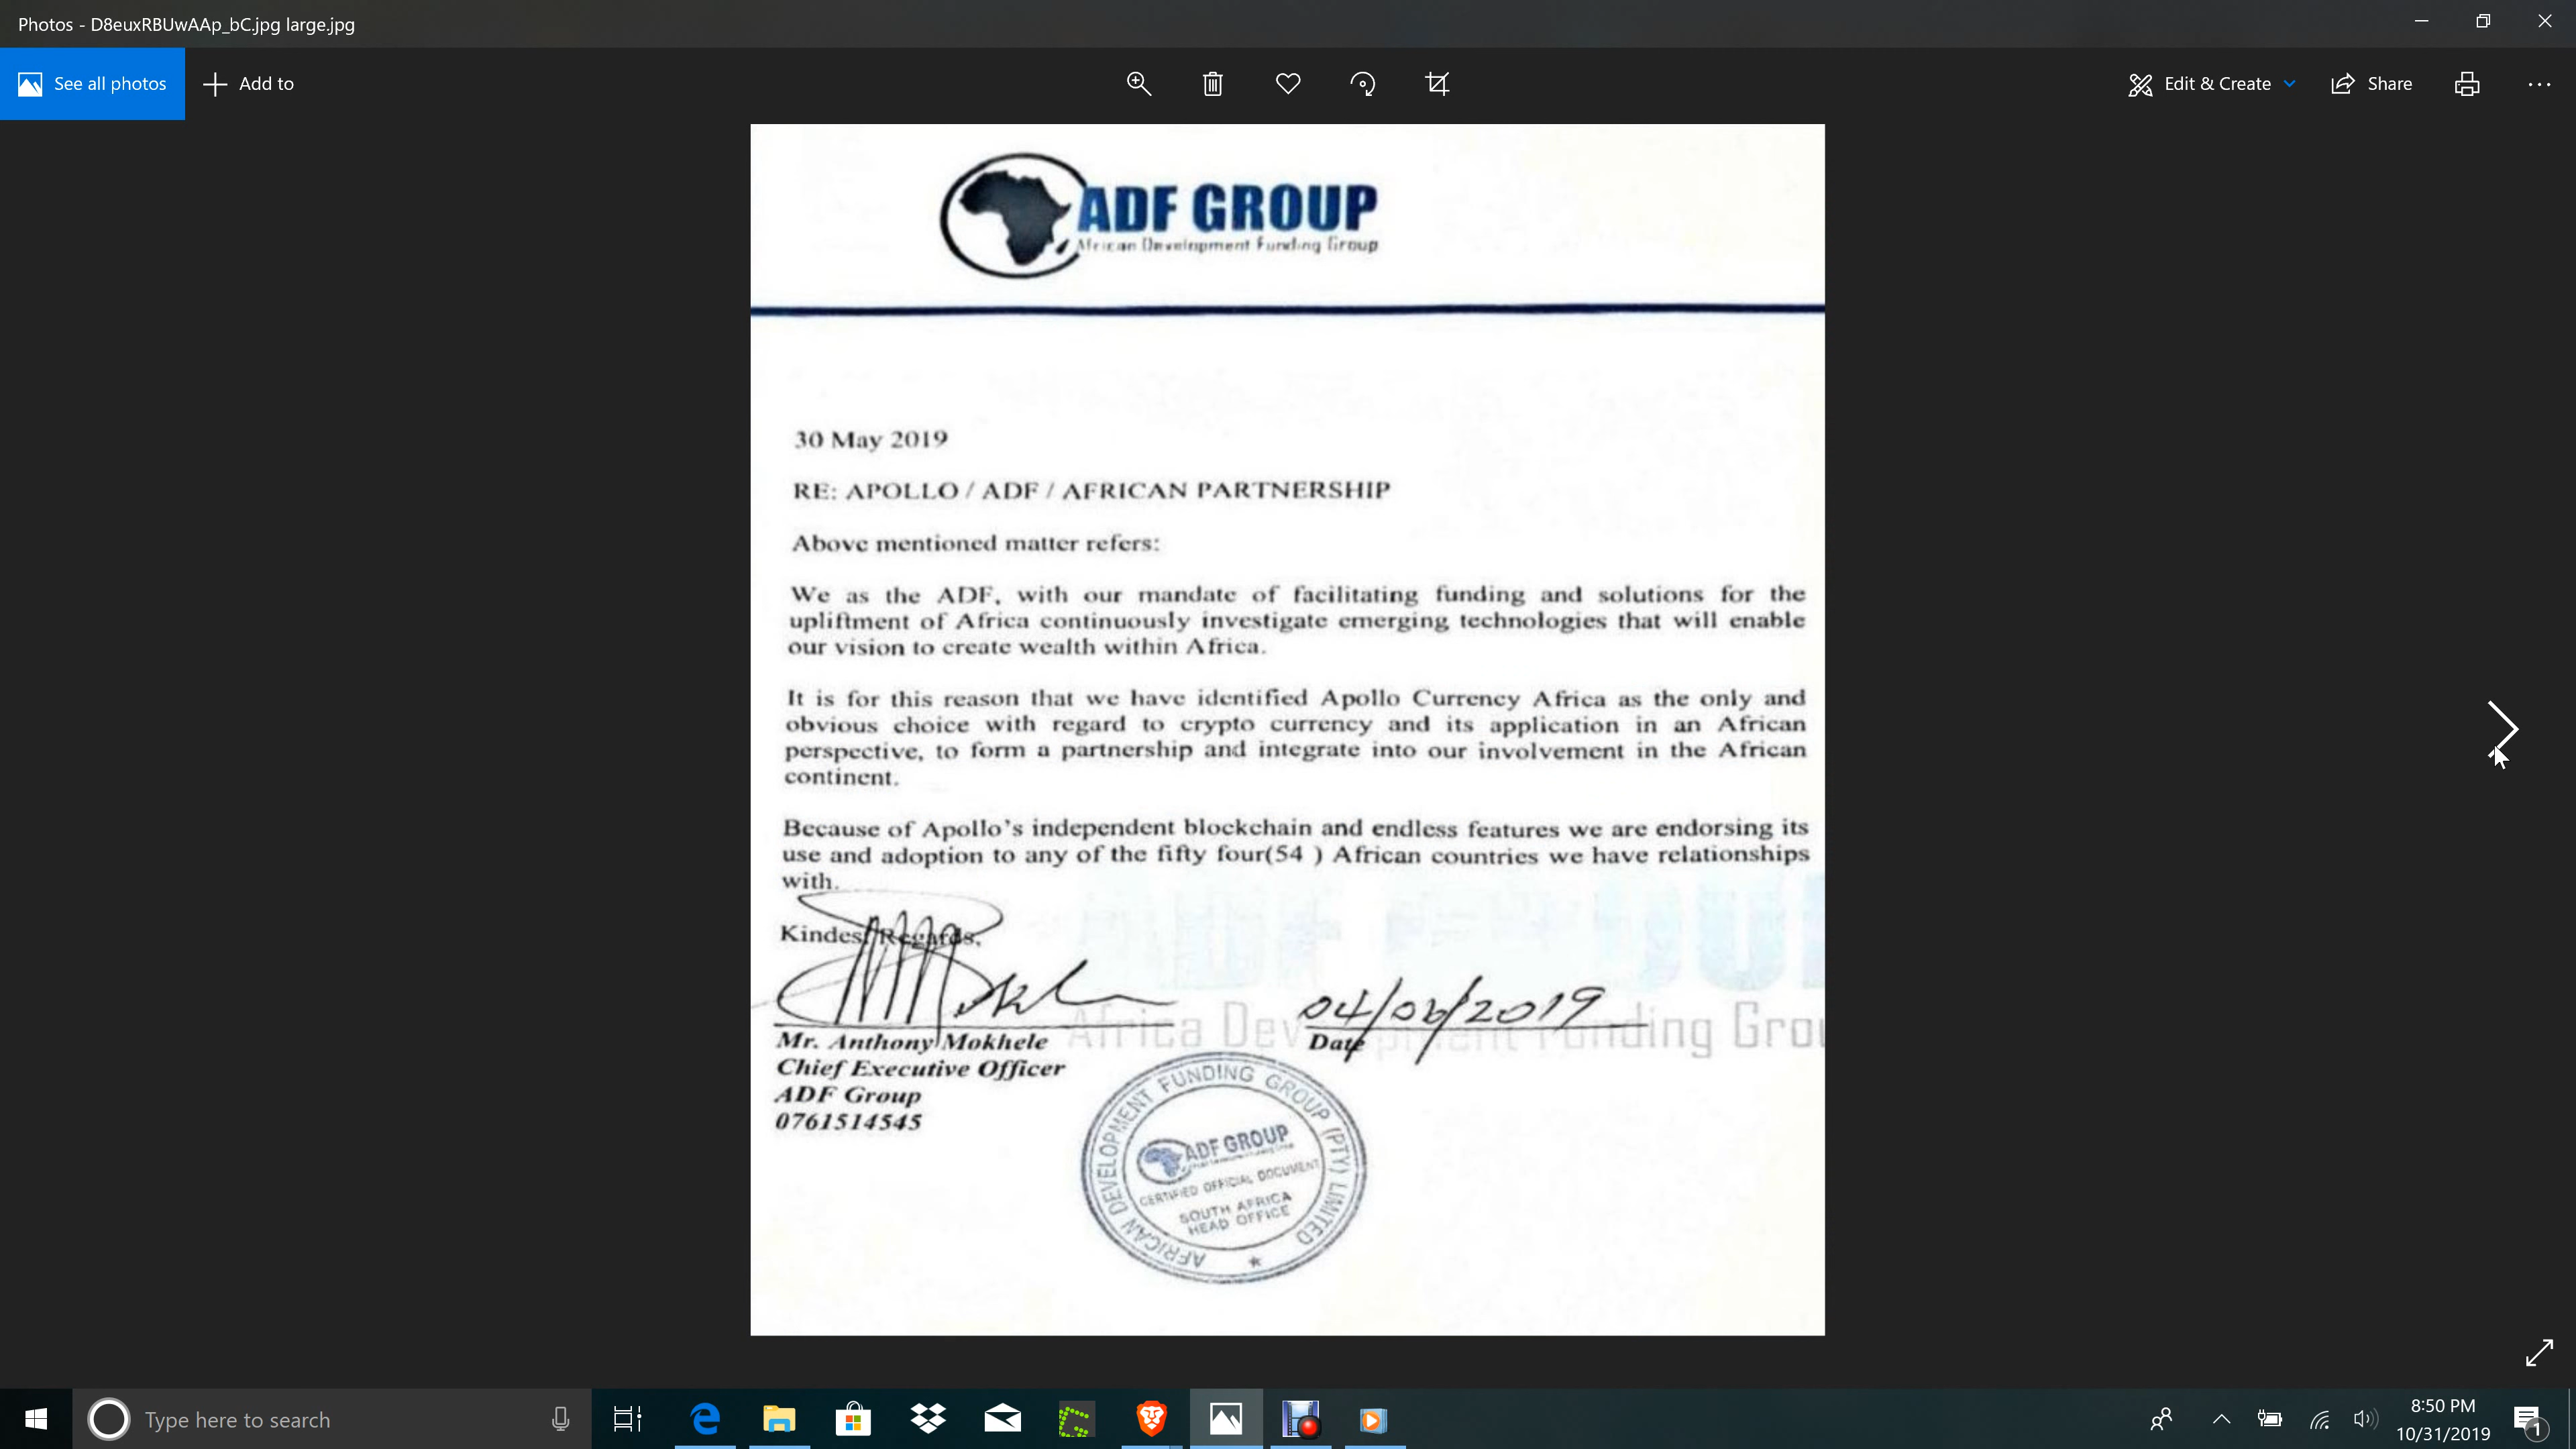 Photos - D8euxRBUwAAp_bC.jpg large.jpg
See all photos
Add to
Edit & Create
Share
ADF GROUP
African Development Funding Group
30 May 2019
RE: APOLLO / ADF / AFRICAN PARTNERSHIP
Above mentioned matter refers:
We as the ADF, with our mandate of facilitating funding and solutions for the
upliftment of Africa continuously investigate emerging technologies that will enable
our vision to create wealth within Africa.
It is for this reason that we have identified Apollo Currency Africa as the only and
obvious choice with regard to crypto currency and its application in an African
perspective, to form a partnership and integrate into our involvement in the African
continent.
Because of Apollo's independent blockchain and endless features we are endorsing its
use and adoption to any of the fifty four(54 ) African countries we have relationships
with.
Kindest Regards,
04/06/2019
Africa Development Funding Grou
Mr. Anthony Mokhele
Date
Chief Executive Officer
ADF Group
0761514545
AFRICAN DEVELOPMENT FUNDING GROUP (PTY) LIMITED
ADF GROUP
CERTIFIED OFFICIAL DOCUMENT
SOUTH AFRICA
HEAD OFFICE
Type here to search
8:50 PM
10/31/2019
1